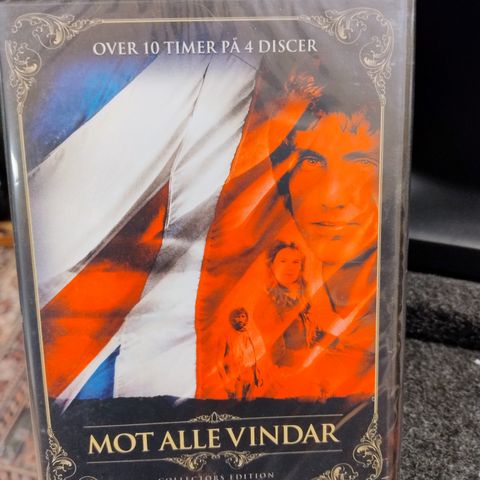 OVER 10 TIMER PÅ 4 DISCER
MOT ALLE VINDAR
COLLECTORS EDITION